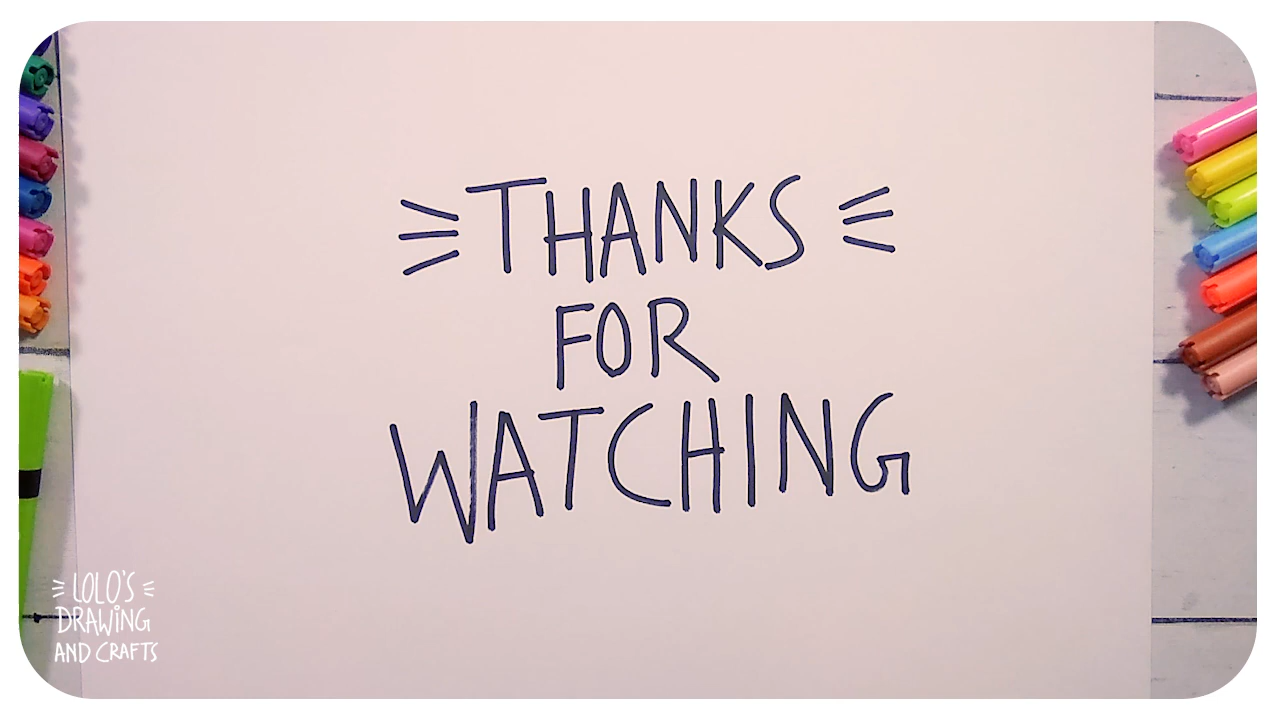 THANKS
FOR
WATCHING
LOLO'S
DRAWING
AND CRAFTS